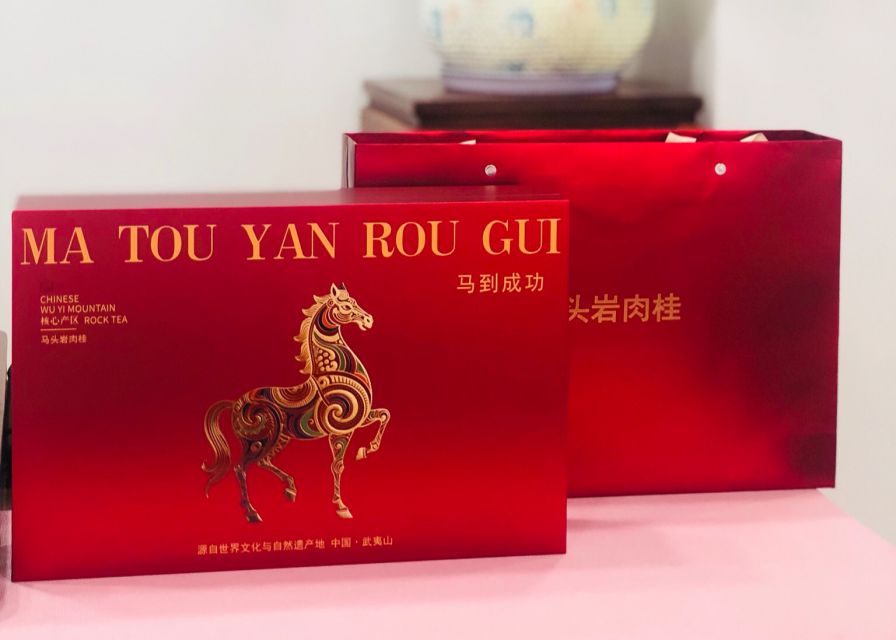 MA TOU YAN ROU GUI
马到成功
CHINESE
WU YI MOUNTAIN
核心产区 ROCK TEA
马头岩肉桂
源自世界文化与自然遗产地 中国·武夷山
头岩肉桂